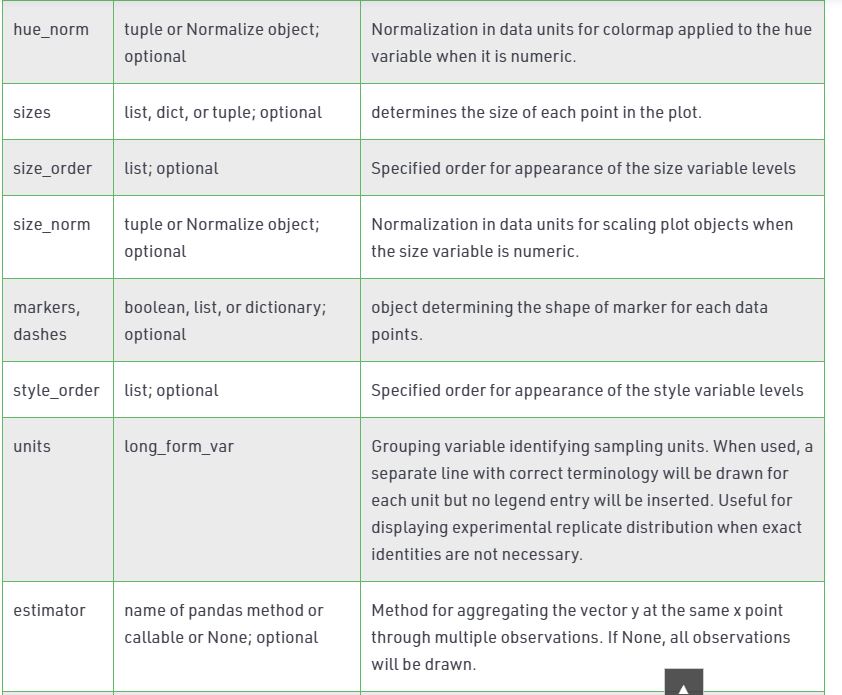 hue_norm
tuple or Normalize object;
optional
Normalization in data units for colormap applied to the hue
variable when it is numeric.
sizes
list, dict, or tuple; optional
determines the size of each point in the plot.
size_order
list; optional
Specified order for appearance of the size variable levels
size_norm
tuple or Normalize object;
optional
Normalization in data units for scaling plot objects when
the size variable is numeric.
markers,
dashes
boolean, list, or dictionary;
optional
object determining the shape of marker for each data
points.
style_order
list; optional
Specified order for appearance of the style variable levels
units
long_form_var
Grouping variable identifying sampling units. When used, a
separate line with correct terminology will be drawn for
each unit but no legend entry will be inserted. Useful for
displaying experimental replicate distribution when exact
identities are not necessary.
estimator
name of pandas method or
callable or None; optional
Method for aggregating the vector y at the same x point
through multiple observations. If None, all observations
will be drawn.